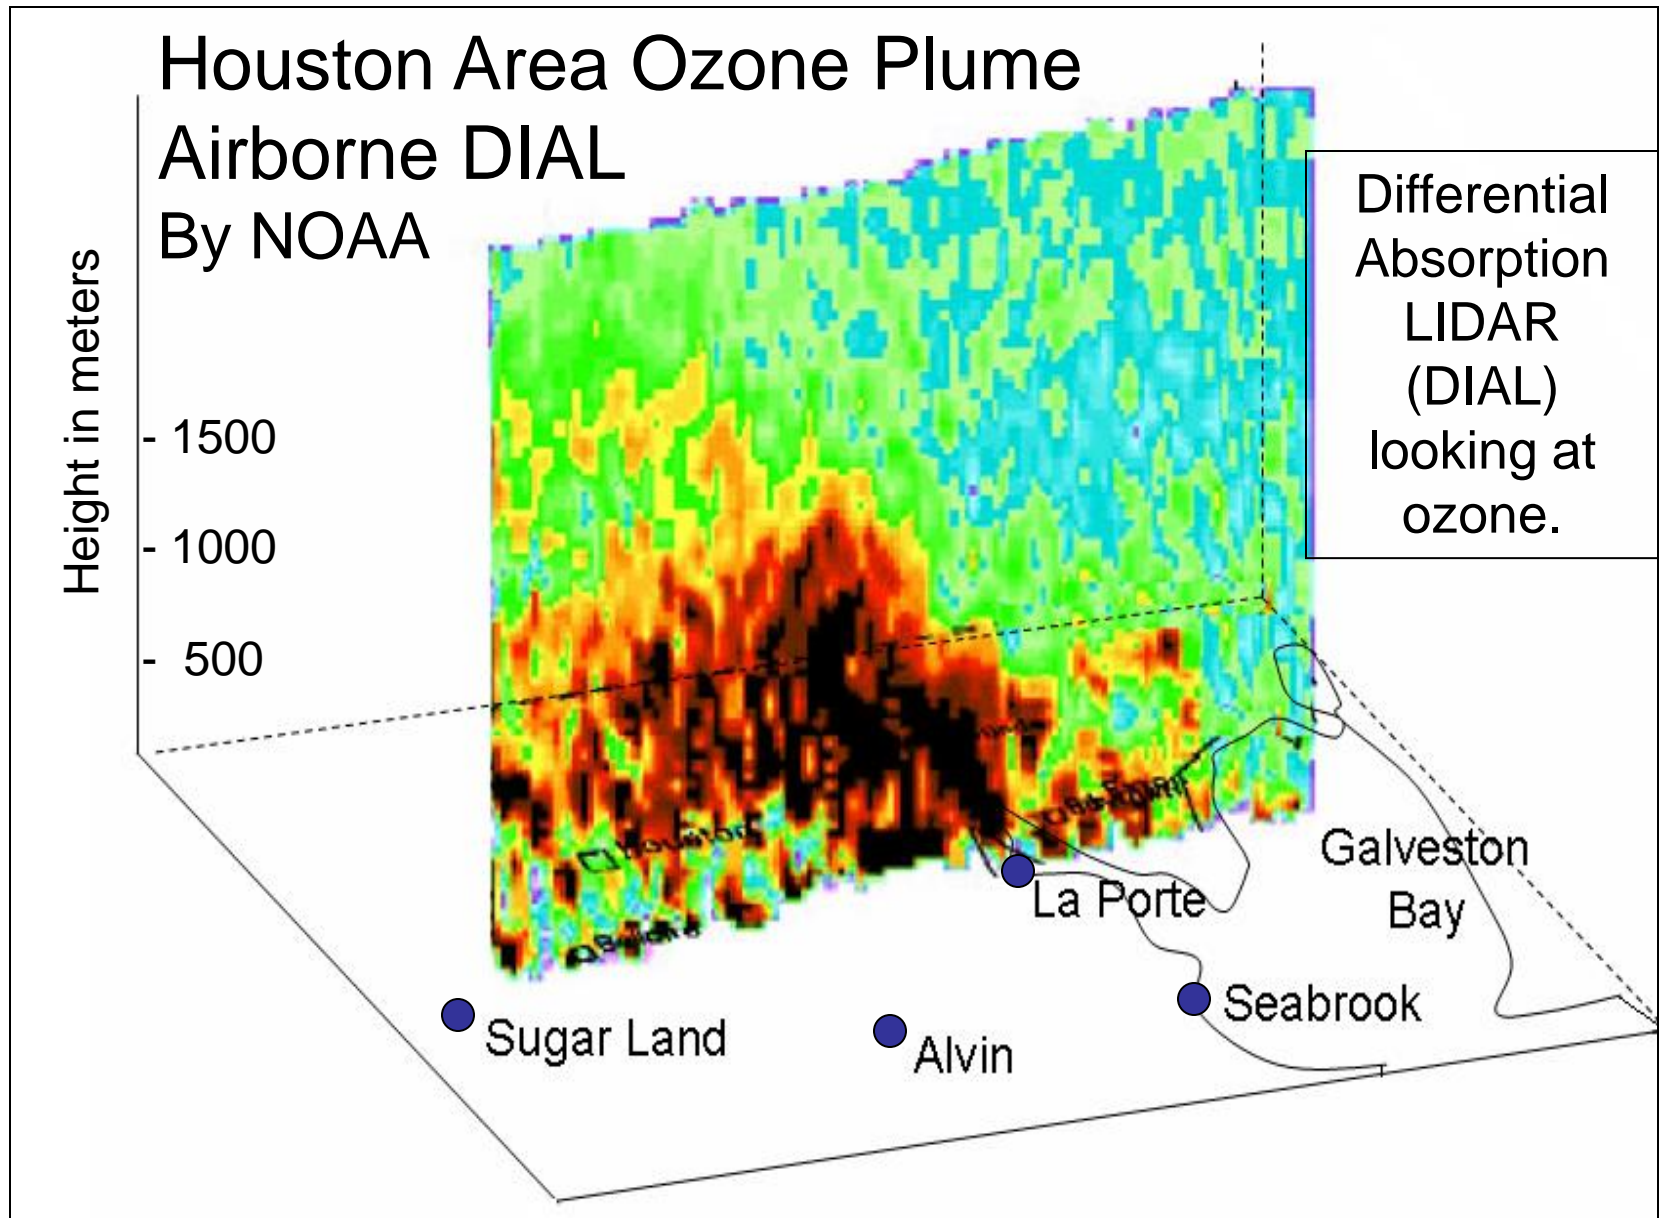 Houston Area Ozone Plume
Airborne DIAL
By NOAA
Height in meters
- 1500
- 1000
- 500
Differential
Absorption
LIDAR
(DIAL)
looking at
ozone.
Houston
La Porte
Galveston
Bay
Seabrook
Sugar Land
Alvin